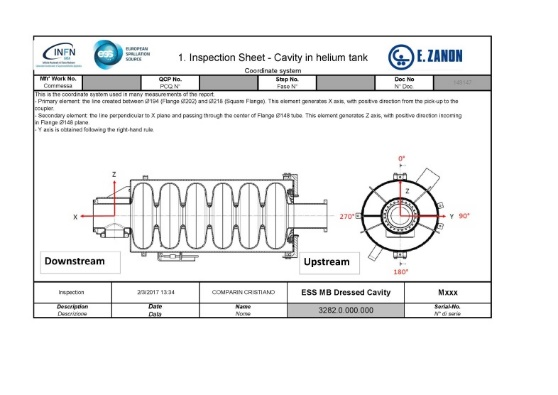 INFN
ess
EUROPEAN
SPALLATION
SOURCE
1. Inspection Sheet - Cavity in helium tank
E. ZANON
Coordinate system
MY Work No.
Commessa
QCP No.
PCQ N°
Step No.
Fase N°
Doc No
N° Doc
This is the coordinate system used in many measurements of the report.
- Primary element: the line created between Ø194 (Flange Ø202) and Ø216 (Square Flange). This element generates X axis, with positive direction from the pick-up to the
coupler.
- Secondary element: the line perpendicular to X plane and passing through the center of Flange Ø148 tube. This element generates Z axis, with positive direction incoming
in Flange Ø148 plane
- Y axis is obtained following the right-hand rule.
0°
Z
Z
X
270°
Y
90°
180°
Downstream
Upstream
Inspection
2/3/2017 13:34
COMPARIN CRISTIANO
ESS MB Dressed Cavity
Mxxx
Description
Descrizione
Date
Data
Name
Nome
3282.0.000.000
Serial-No.
N° di serie